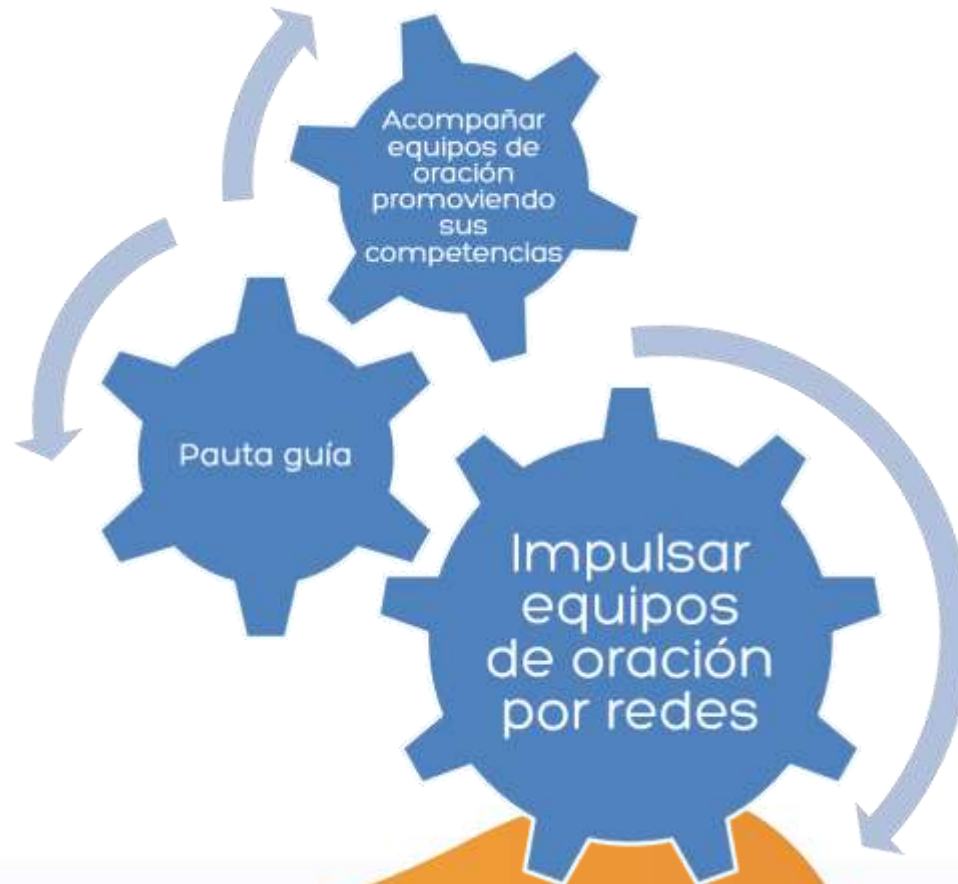 Acompañar
equipos de
oración
promoviendo
sus
competencias
Pauta guía
Impulsar
equipos
de oración
por redes